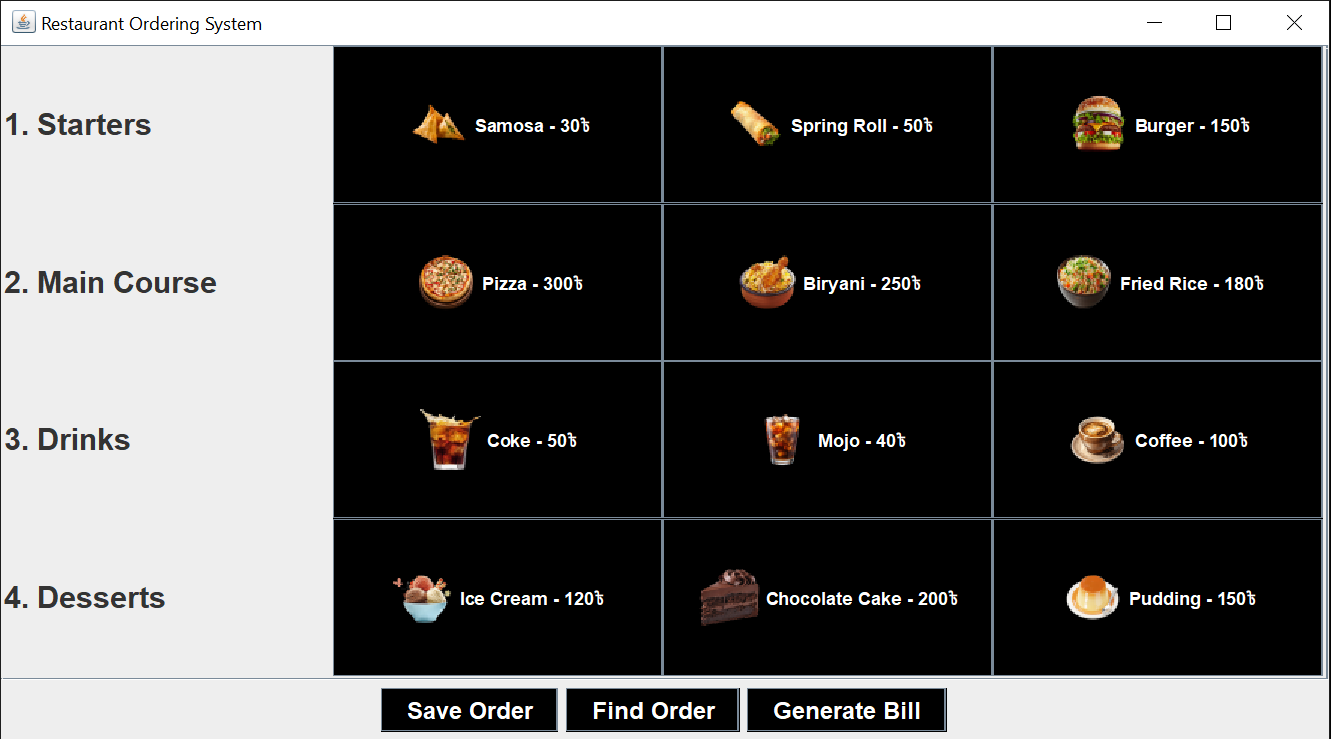 Restaurant Ordering System
1. Starters
Samosa - 30৳
Spring Roll - 50৳
Burger - 150৳
2. Main Course
Pizza - 300৳
Biryani - 250৳
Fried Rice - 180৳
3. Drinks
Coke - 50৳
Mojo - 40৳
Coffee - 100৳
4. Desserts
Ice Cream - 120৳
Chocolate Cake - 200৳
Pudding - 150৳
Save Order
Find Order
Generate Bill